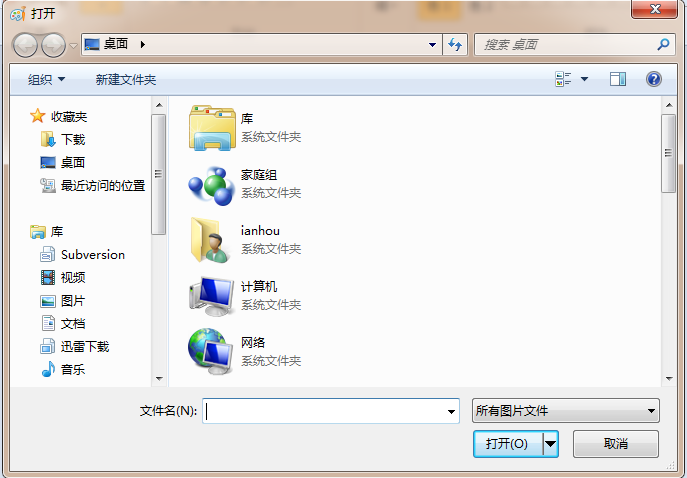 打开
桌面
搜索 桌面
组织
新建文件夹
收藏夹
下载
桌面
最近访问的位置
库
Subversion
视频
图片
文档
迅雷下载
音乐
库
系统文件夹
家庭组
系统文件夹
ianhou
系统文件夹
计算机
系统文件夹
网络
系统文件夹
文件名(N):
所有图片文件
打开(O)
取消